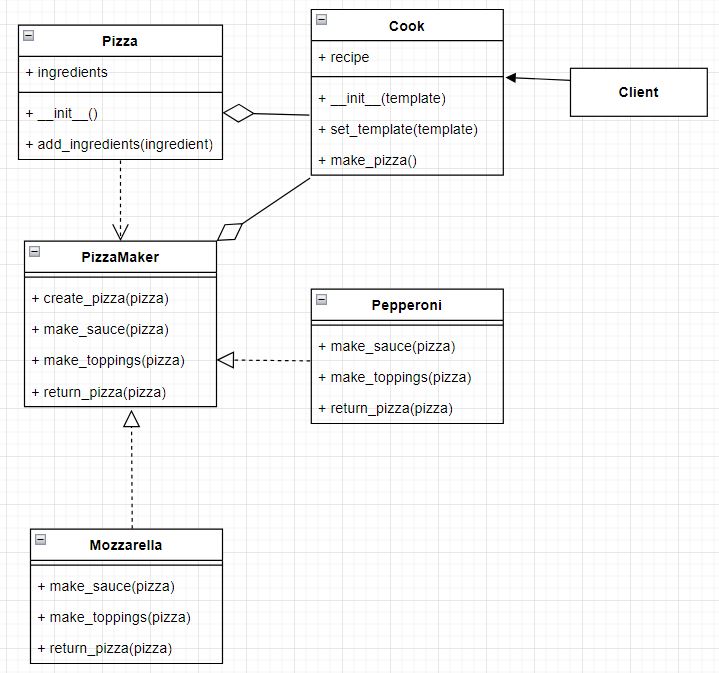 Pizza
+ ingredients
+ __init__()
+ add_ingredients(ingredient)
Cook
+ recipe
+ __init__(template)
+ set_template(template)
+ make_pizza()
Client
PizzaMaker
+ create_pizza(pizza)
+ make_sauce(pizza)
+ make_toppings(pizza)
+ return_pizza(pizza)
Pepperoni
+ make_sauce(pizza)
+ make_toppings(pizza)
+ return_pizza(pizza)
Mozzarella
+ make_sauce(pizza)
+ make_toppings(pizza)
+ return_pizza(pizza)